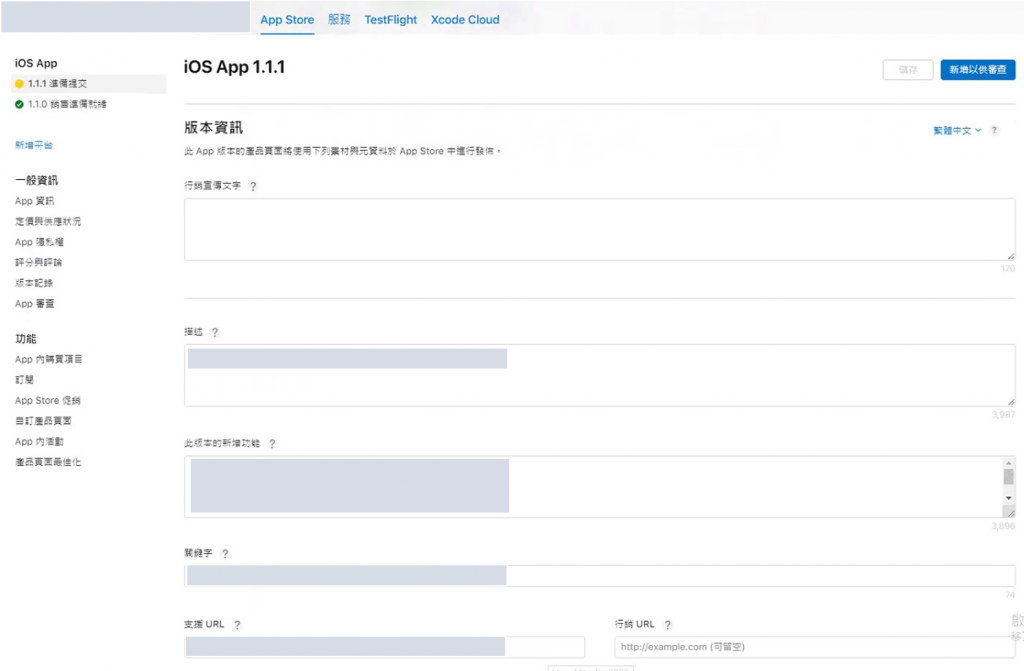 App Store 服務 TestFlight Xcode Cloud
iOS App
1.1.1 準備提交
1.1.0 銷售準備就緒
新增平台
一般資訊
App 資訊
定價與供應狀況
App 隱私權
評分與評論
版本記錄
App 審查
功能
App 內購買項目
訂閱
App Store 促銷
自訂產品頁面
App 內活動
產品頁面最佳化
iOS App 1.1.1
儲存 新增以供審查
版本資訊
繁體中文 ?
此 App 版本的產品頁面將使用下列素材與元資料於 App Store 中進行發佈。
行銷宣傳文字 ?
170
描述 ?
3,987
此版本的新增功能 ?
3,896
關鍵字 ?
74
支援 URL ?
行銷 URL ?
http://example.com (可留空)